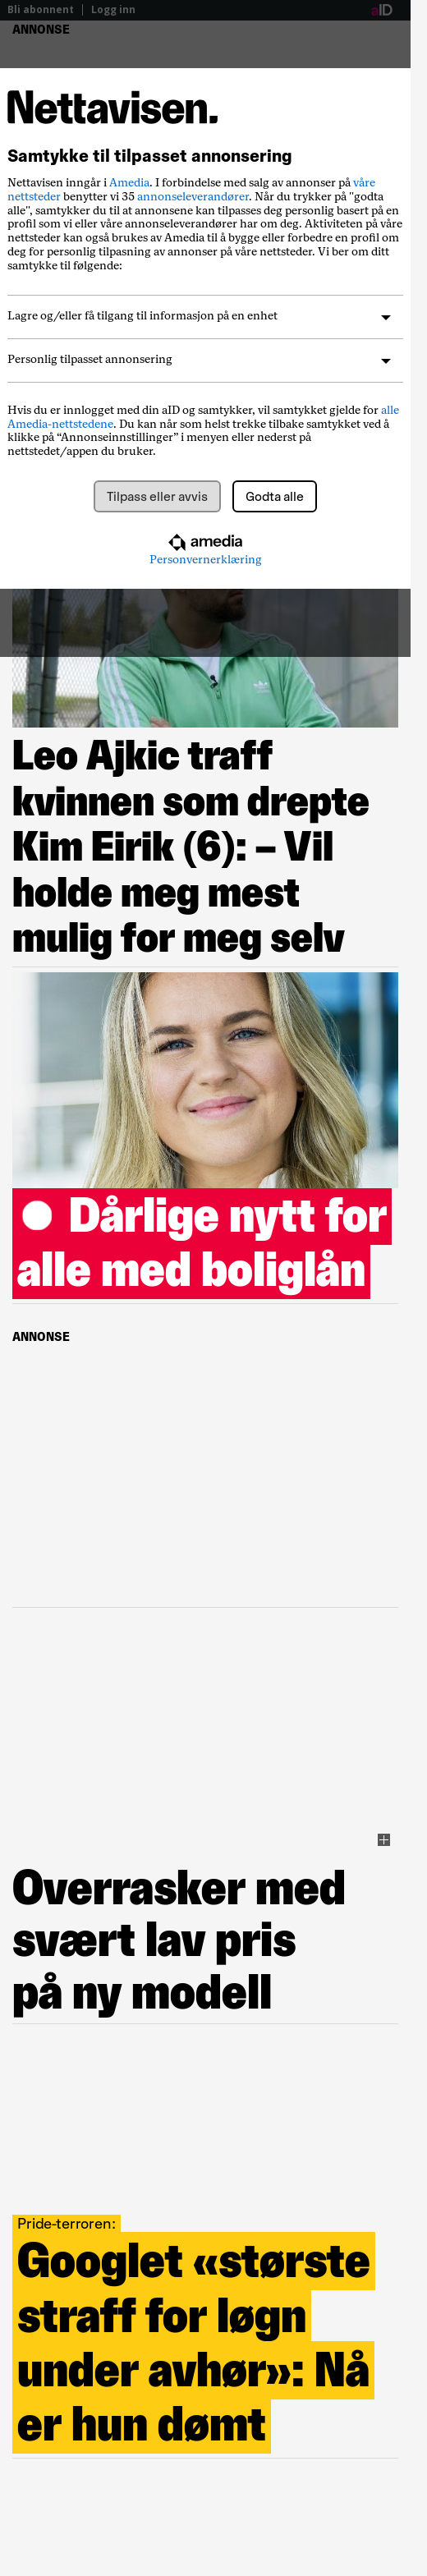 Bli abonnent
Logg inn
aID
ANNONSE
Nettavisen.
Samtykke til tilpasset annonsering
Nettavisen inngår i Amedia. I forbindelse med salg av annonser på våre
nettsteder benytter vi 35 annonseleverandører. Når du trykker på "godta
alle", samtykker du til at annonsene kan tilpasses deg personlig basert på en
profil som vi eller våre annonseleverandører har om deg. Aktiviteten på våre
nettsteder kan også brukes av Amedia til å bygge eller forbedre en profil om
deg for personlig tilpasning av annonser på våre nettsteder. Vi ber om ditt
samtykke til følgende:
Lagre og/eller få tilgang til informasjon på en enhet
Personlig tilpasset annonsering
Hvis du er innlogget med din aID og samtykker, vil samtykket gjelde for alle
Amedia-nettstedene. Du kan når som helst trekke tilbake samtykket ved å
klikke på “Annonseinnstillinger” i menyen eller nederst på
nettstedet/appen du bruker.
Tilpass eller avvis
Godta alle
amedia
Personvernerklæring
Leo Ajkic traff
kvinnen som drepte
Kim Eirik (6): – Vil
holde meg mest
mulig for meg selv
Dårlige nytt for
alle med boliglån
ANNONSE
Overrasker med
svært lav pris
på ny modell
Pride-terroren:
Googlet «største
straff for løgn
under avhør»: Nå
er hun dømt